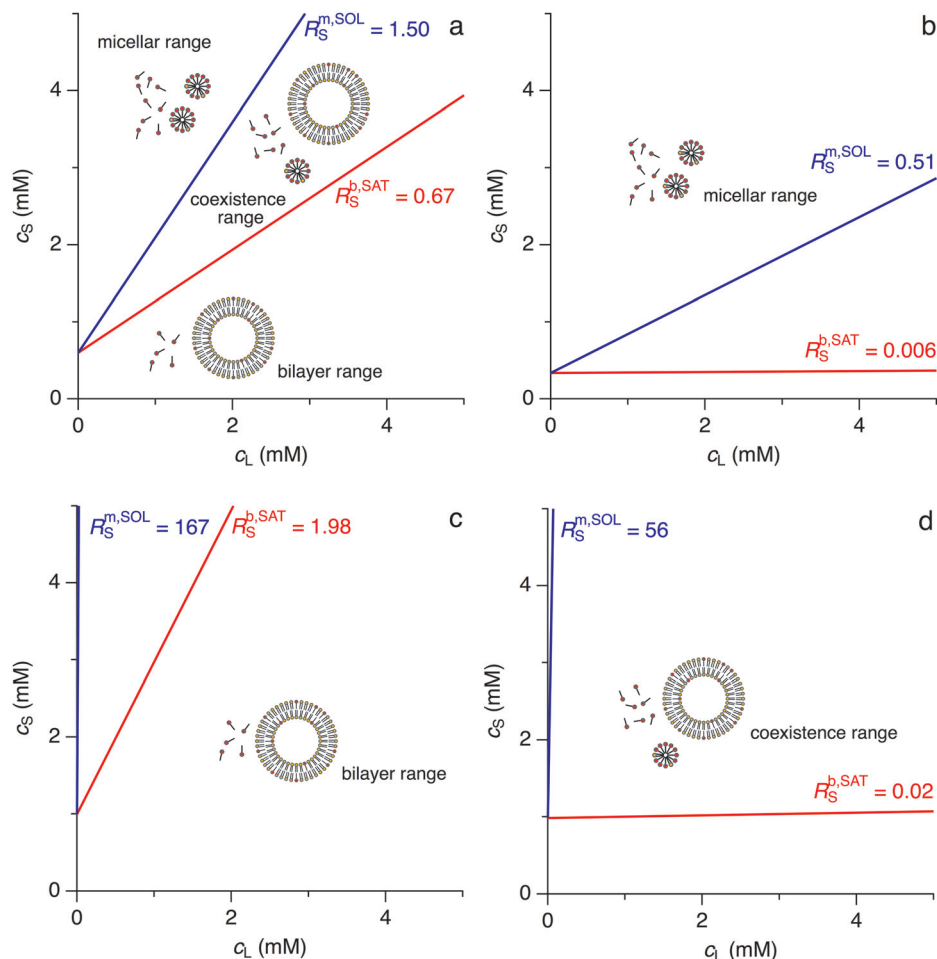 a
R_S^m,SOL = 1.50
micellar range
coexistence
range
R_S^b,SAT = 0.67
bilayer range
4
2
0
c_S (mM)
0
2
4
c_L (mM)
b
R_S^m,SOL = 0.51
micellar range
R_S^b,SAT = 0.006
4
2
0
c_S (mM)
0
2
4
c_L (mM)
c
R_S^m,SOL = 167
R_S^b,SAT = 1.98
bilayer range
4
2
0
c_S (mM)
0
2
4
c_L (mM)
d
R_S^m,SOL = 56
coexistence range
R_S^b,SAT = 0.02
4
2
0
c_S (mM)
0
2
4
c_L (mM)